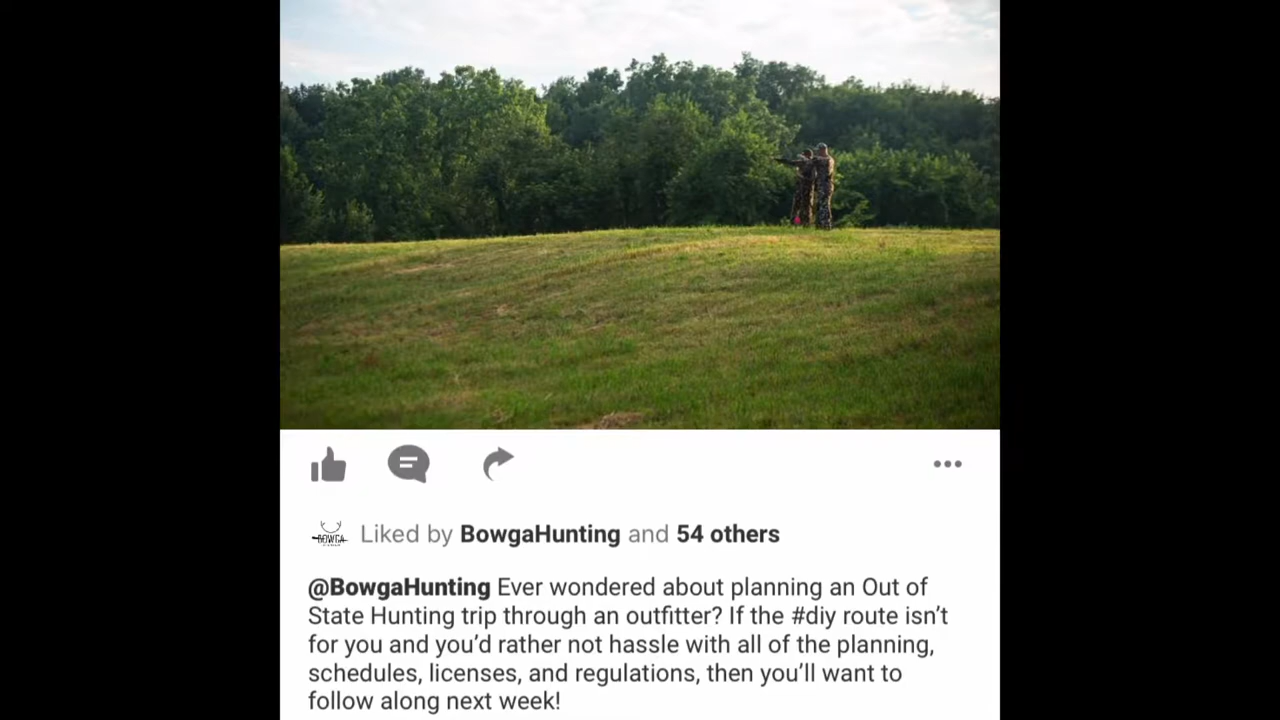 BOWGA
Liked by BowgaHunting and 54 others
@BowgaHunting Ever wondered about planning an Out of
State Hunting trip through an outfitter? If the #diy route isn’t
for you and you’d rather not hassle with all of the planning,
schedules, licenses, and regulations, then you’ll want to
follow along next week!